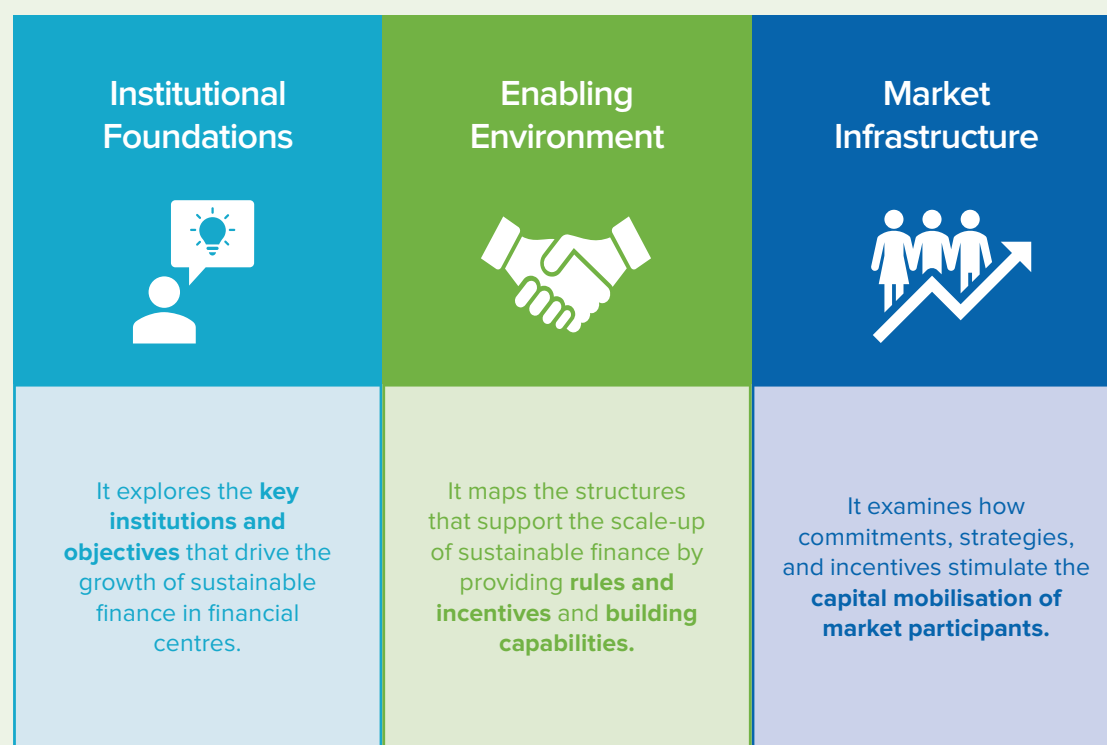 Institutional
Foundations
It explores the key
institutions and
objectives that drive the
growth of sustainable
finance in financial
centres.
Enabling
Environment
It maps the structures
that support the scale-up
of sustainable finance by
providing rules and
incentives and building
capabilities.
Market
Infrastructure
It examines how
commitments, strategies,
and incentives stimulate the
capital mobilisation of
market participants.